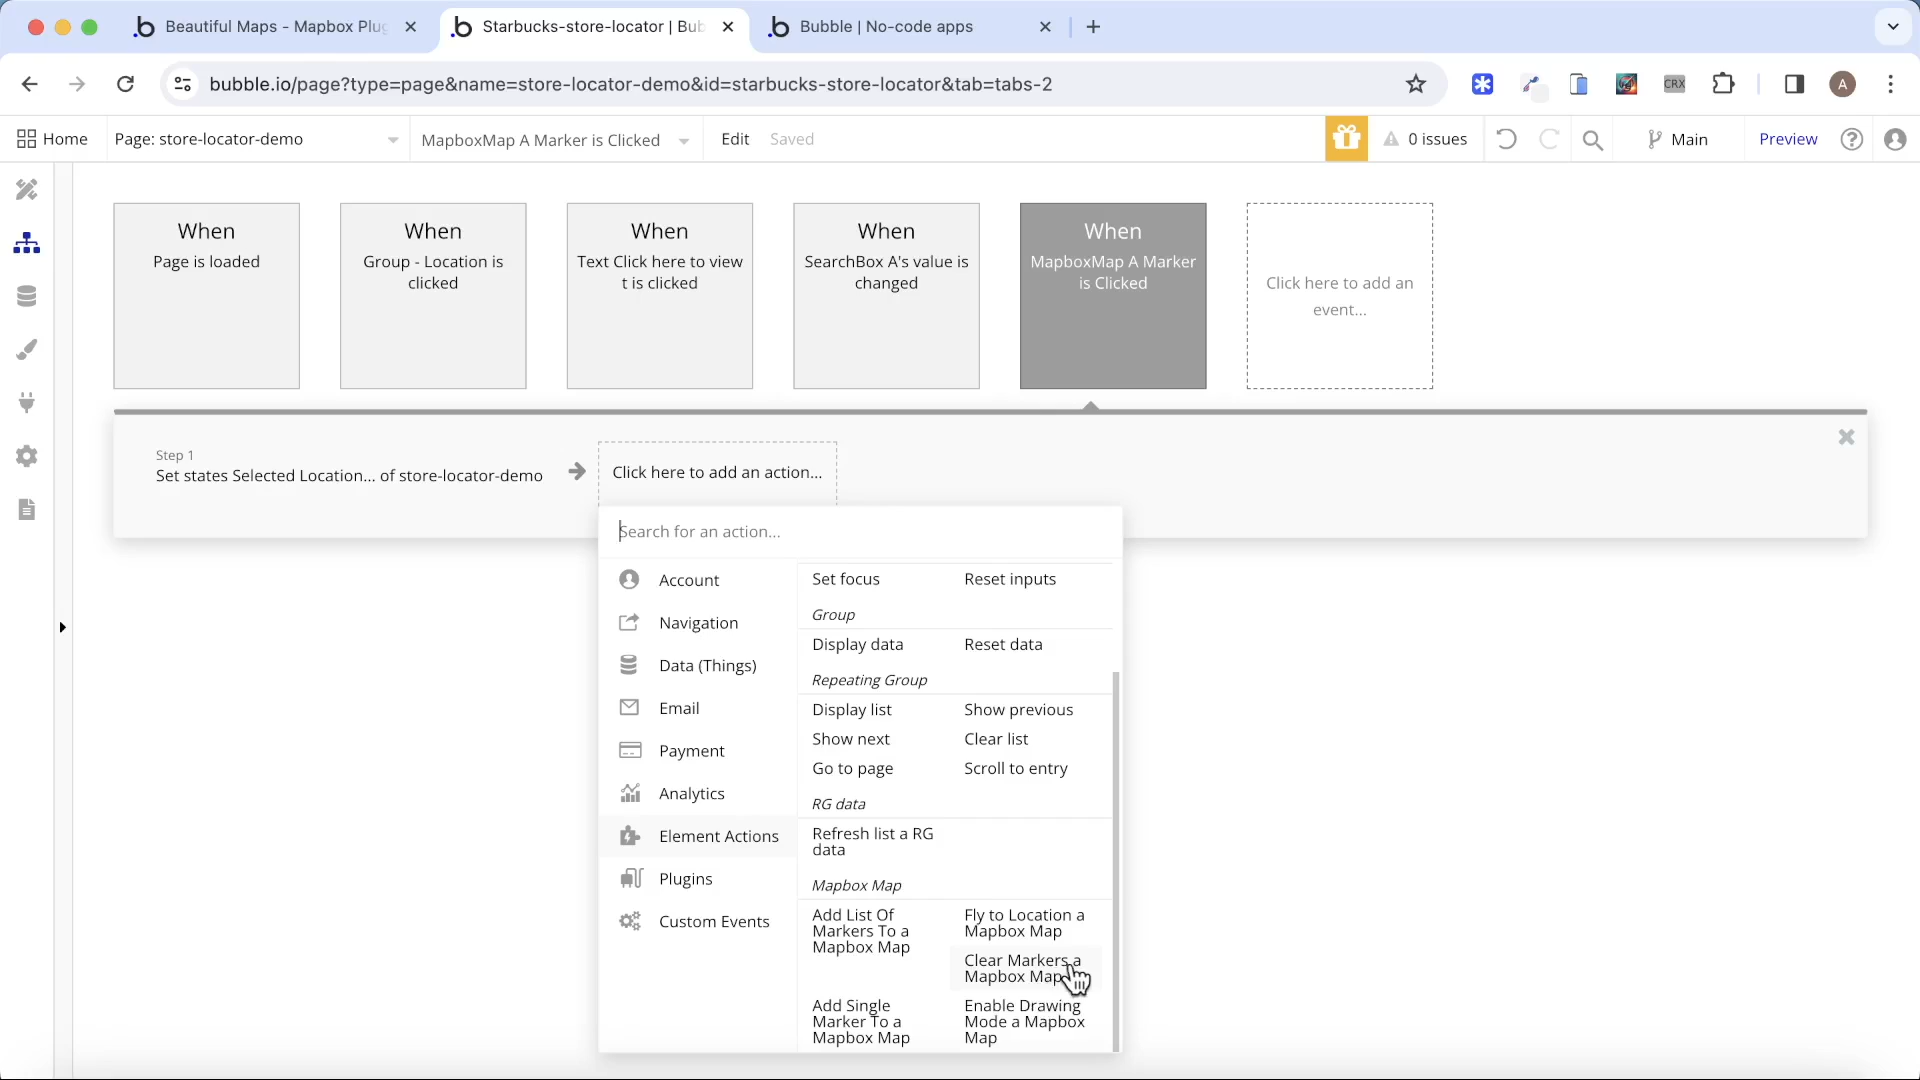 Beautiful Maps - Mapbox Plug
Starbucks-store-locator | Bub
Bubble | No-code apps
bubble.io/page?type=page&name=store-locator-demo&id=starbucks-store-locator&tab=tabs-2
CRX
A
Home
Page: store-locator-demo
MapboxMap A Marker is Clicked
Edit
Saved
0 issues
Main
Preview
When
Page is loaded
When
Group - Location is
clicked
When
Text Click here to view
t is clicked
When
SearchBox A's value is
changed
When
MapboxMap A Marker
is Clicked
Click here to add an
event...
Step 1
Set states Selected Location... of store-locator-demo
Click here to add an action...
Search for an action...
Account
Navigation
Data (Things)
Email
Payment
Analytics
Element Actions
Plugins
Custom Events
Set focus
Reset inputs
Group
Display data
Reset data
Repeating Group
Display list
Show previous
Show next
Clear list
Go to page
Scroll to entry
RG data
Refresh list a RG
data
Mapbox Map
Add List Of
Markers To a
Mapbox Map
Fly to Location a
Mapbox Map
Clear Markers a
Mapbox Map
Add Single
Marker To a
Mapbox Map
Enable Drawing
Mode a Mapbox
Map